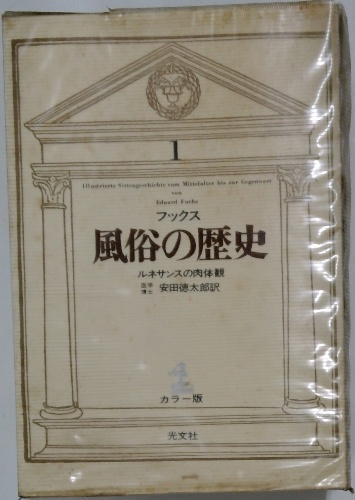 1
Illustrierte Sittengeschichte vom Mittelalter bis zur Gegenwart
von
Eduard Fuchs
フックス
風俗の歴史
ルネサンスの肉体観
医学博士 安田徳太郎訳
1
カラー版
光文社